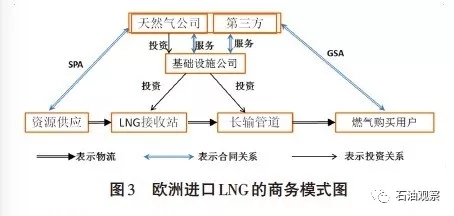 天然气公司 第三方
投资 服务 服务
SPA 基础设施公司 GSA
投资 投资
资源供应 LNG接收站 长输管道 燃气购买用户
表示物流 表示合同关系 表示投资关系
图3 欧洲进口LNG的商务模式图
石油观察